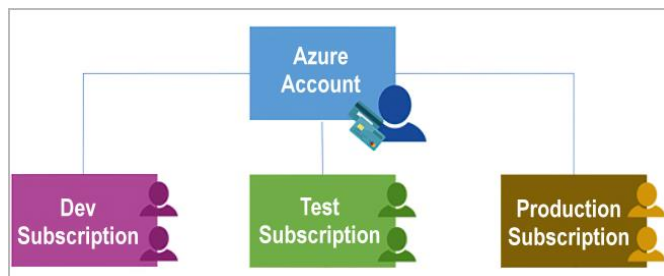 Azure
Account
Dev
Subscription
Test
Subscription
Production
Subscription